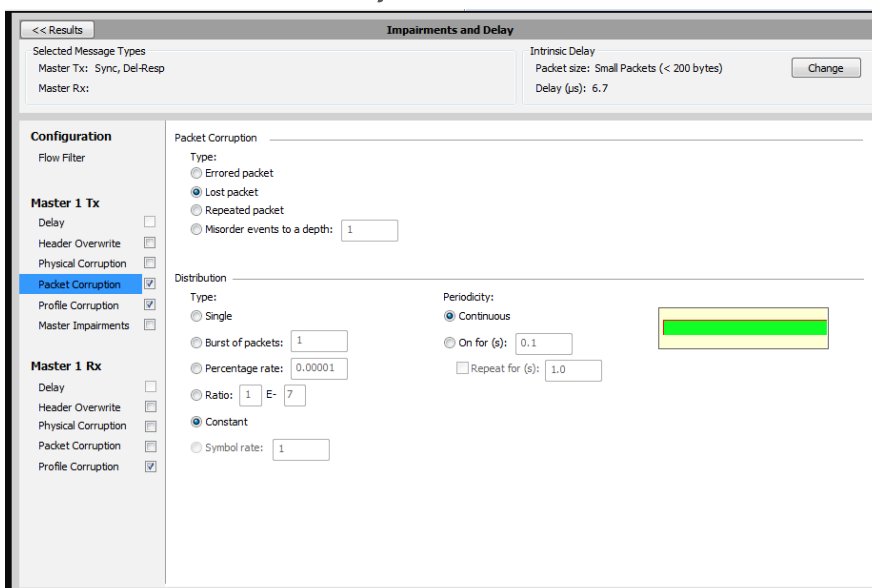 << Results
Impairments and Delay
Selected Message Types
Master Tx: Sync, Del-Resp
Master Rx:
Intrinsic Delay
Packet size: Small Packets (< 200 bytes)
Change
Delay (µs): 6.7
Configuration
Flow Filter
Master 1 Tx
Delay
Header Overwrite
Physical Corruption
Packet Corruption
Profile Corruption
Master Impairments
Master 1 Rx
Delay
Header Overwrite
Physical Corruption
Packet Corruption
Profile Corruption
Packet Corruption
Type:
Errored packet
Lost packet
Repeated packet
Misorder events to a depth: 1
Distribution
Type:
Single
Burst of packets: 1
Percentage rate: 0.00001
Ratio: 1 E- 7
Constant
Symbol rate: 1
Periodicity:
Continuous
On for (s): 0.1
Repeat for (s): 1.0